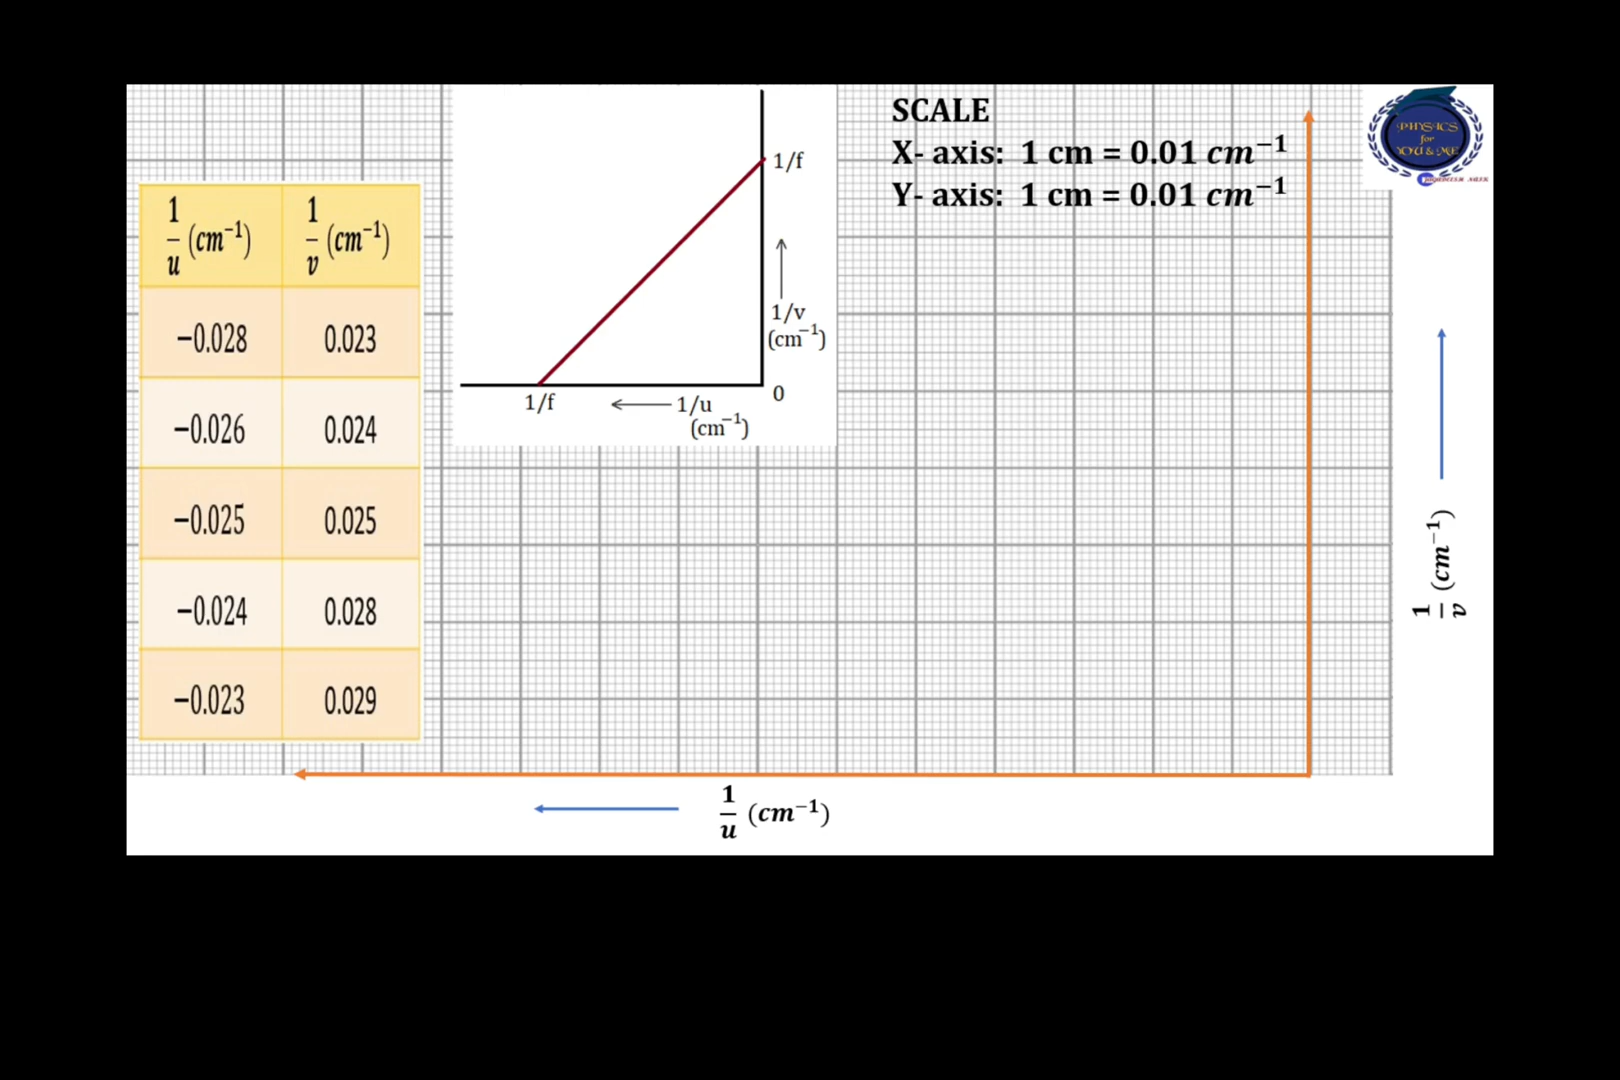 SCALE
X- axis: 1 cm = 0.01 cm⁻¹
Y- axis: 1 cm = 0.01 cm⁻¹
PHYSICS
for
YOU & ME
1/u (cm⁻¹) 1/v (cm⁻¹)
−0.028 0.023
−0.026 0.024
−0.025 0.025
−0.024 0.028
−0.023 0.029
1/f
1/v
(cm⁻¹)
0
1/f
1/u
(cm⁻¹)
1/v (cm⁻¹)
1/u (cm⁻¹)